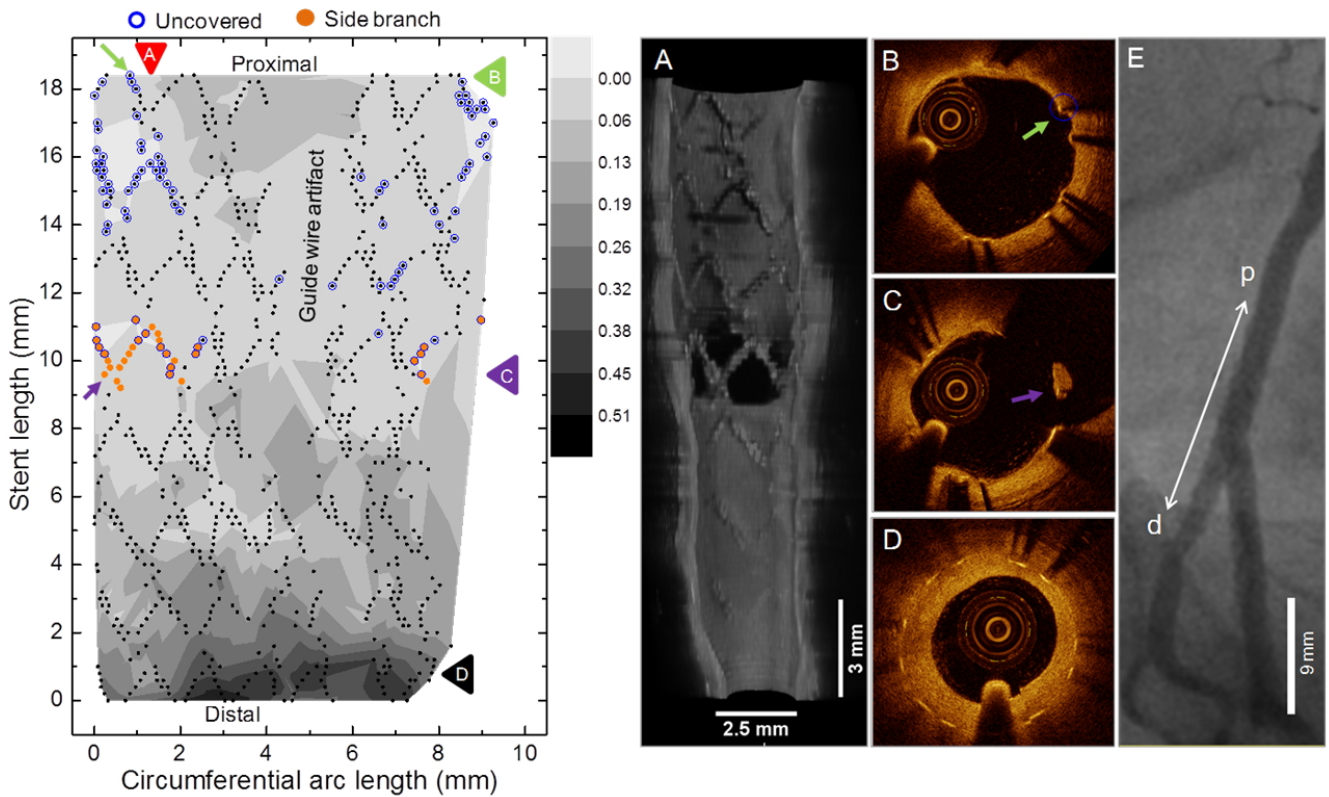 Uncovered
Side branch
A
Proximal
B
0.00
0.06
0.13
0.19
0.26
0.32
0.38
0.45
0.51
18
16
14
12
10
8
6
4
2
0
Guide wire artifact
Stent length (mm)
C
D
Distal
0 2 4 6 8 10
Circumferential arc length (mm)
A
3 mm
2.5 mm
B
C
D
E
p
d
9 mm